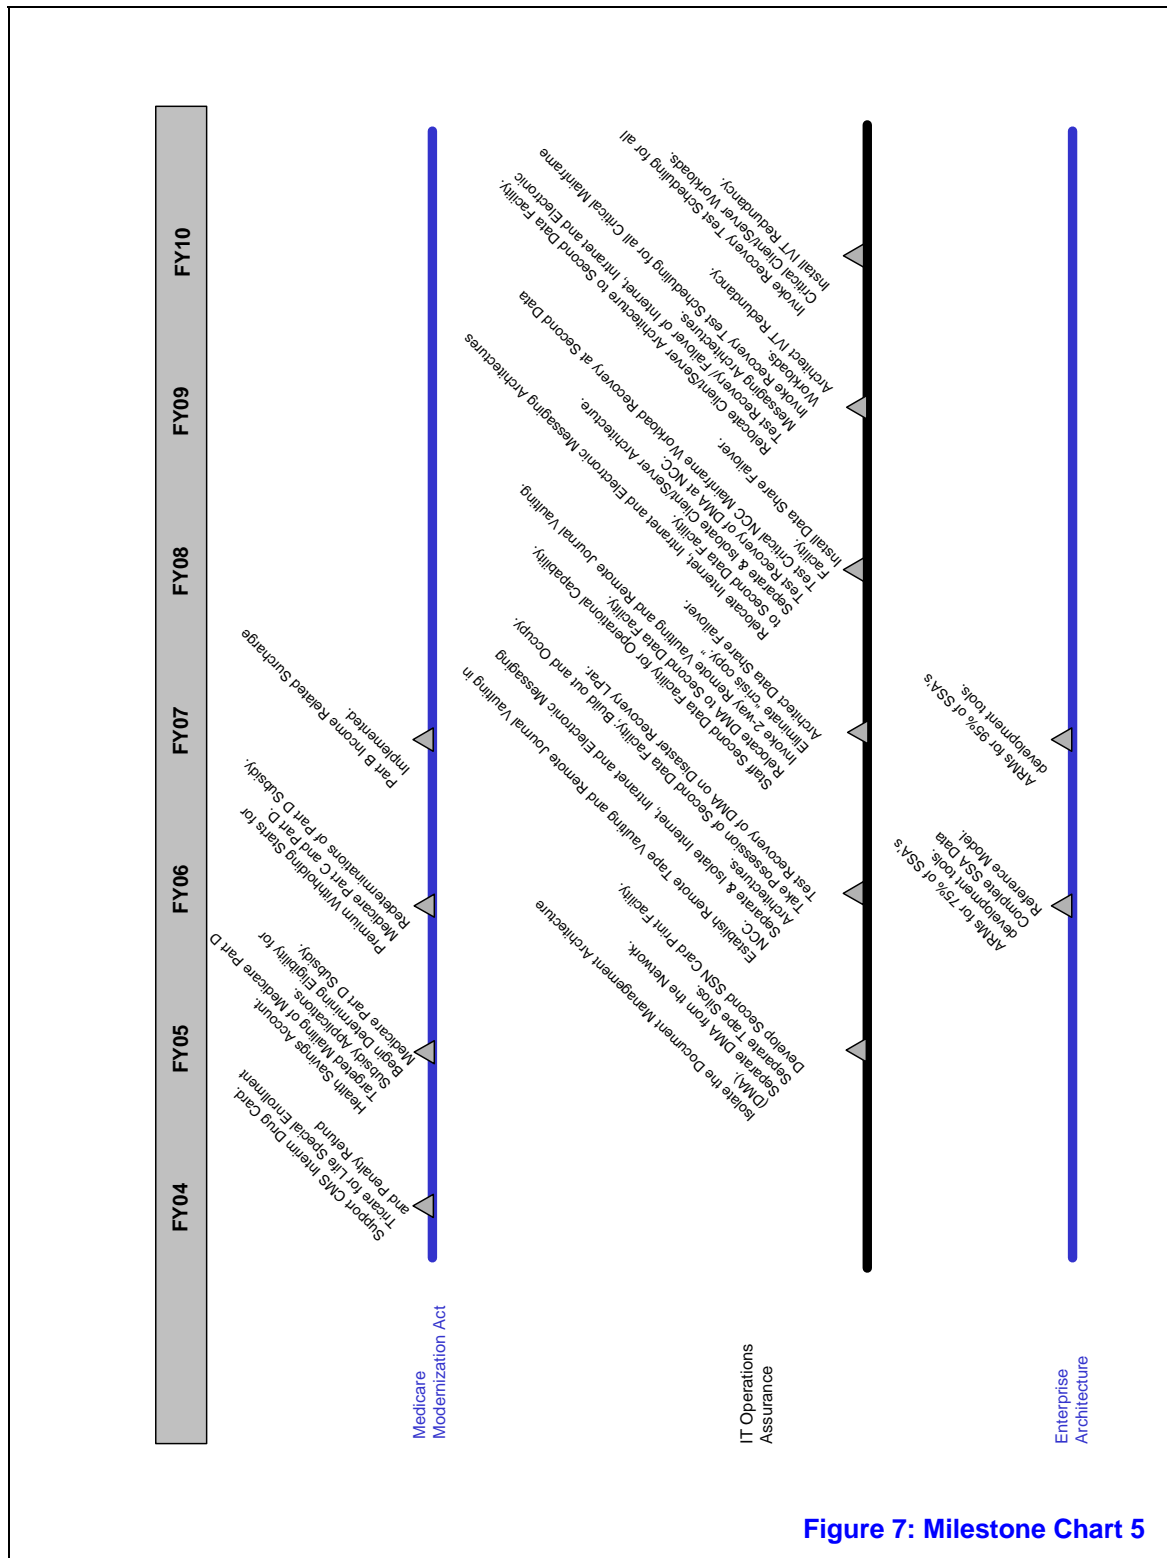 FY04
FY05
FY06
FY07
FY08
FY09
FY10
Medicare
Modernization Act
Support CMS Interim Drug Card,
Tricare for Life Special Enrollment
and Penalty Refund
Health Savings Account.
Targeted Mailing of Medicare Part D
Subsidy Applications.
Begin Determining Eligibility for
Medicare Part D Subsidy,
Premium Withholding Starts for
Medicare Part C and Part D.
Redeterminations of Part D Subsidy,
Part B Income Related Surcharge
Implemented.
IT Operations
Assurance
Isolate the Document Management Architecture
(DMA),
Separate DMA from the Network.
Separate Tape Silos.
Develop Second SSN Card Print Facility,
Establish Remote Tape Vaulting and Remote Journal Vaulting in
NCC.
Separate & Isolate Internet, Intranet and Electronic Messaging
Architectures.
Take Possession of Second Data Facility, Build out and Occupy,
Test Recovery of DMA on Disaster Recovery LPar.
Staff Second Data Facility for Operational Capability,
Relocate DMA to Second Data Facility.
Invoke 2-way Remote Vaulting and Remote Journal Vaulting,
Eliminate “crisis copy,”
Architect Data Share Failover.
Relocate Internet, Intranet and Electronic Messaging Architectures
to Second Data Facility,
Separate & Isoloate Client/Server Architecture.
Test Recovery of DMA at NCC.
Test Critical NCC Mainframe Workload Recovery at Second Data
Facility,
Install Data Share Failover.
Relocate Client/Server Architecture to Second Data Facility,
Test Recovery/ Failover of Internet, Intranet and Electronic
Messaging Architectures.
Invoke Recovery Test Scheduling for all Critical Mainframe
Workloads.
Architect IVT Redundancy.
Invoke Recovery Test Scheduling for all
Critical Client/Server Workloads.
Install IVT Redundancy.
Enterprise
Architecture
ARMs for 75% of SSA's
development tools.
Complete SSA Data
Reference Model.
ARMs for 95% of SSA's
development tools.
Figure 7: Milestone Chart 5